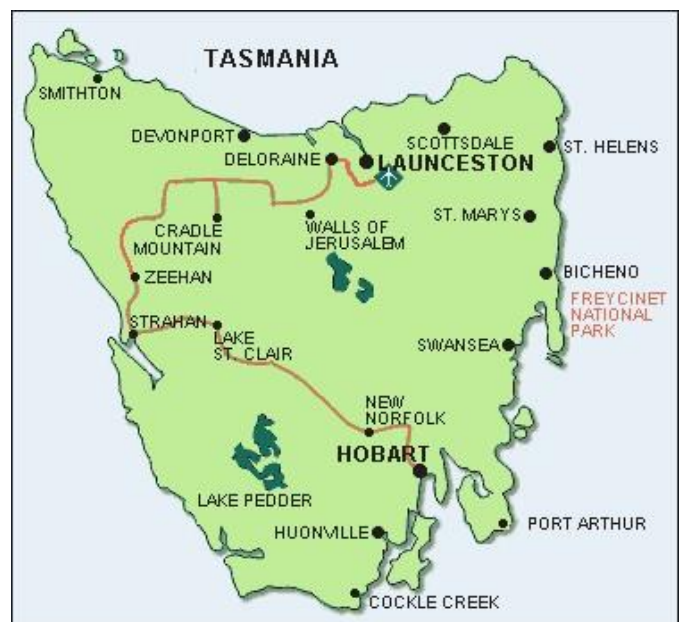 TASMANIA
SMITHTON
DEVONPORT
DELORAINE
LAUNCESTON
SCOTTSDALE
ST. HELENS
CRADLE
MOUNTAIN
WALLS OF
JERUSALEM
ST. MARYS
ZEEHAN
BICHENO
FREYCINET
NATIONAL
PARK
STRAHAN
LAKE
ST. CLAIR
SWANSEA
NEW
NORFOLK
HOBART
LAKE PEDDER
HUONVILLE
PORT ARTHUR
COCKLE CREEK